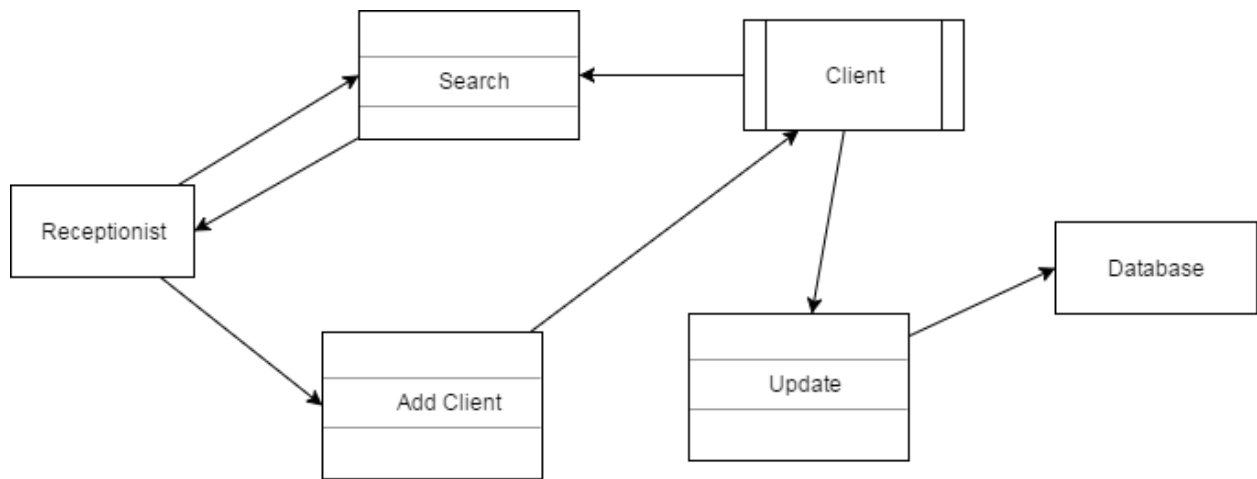 Search
Client
Receptionist
Database
Add Client
Update